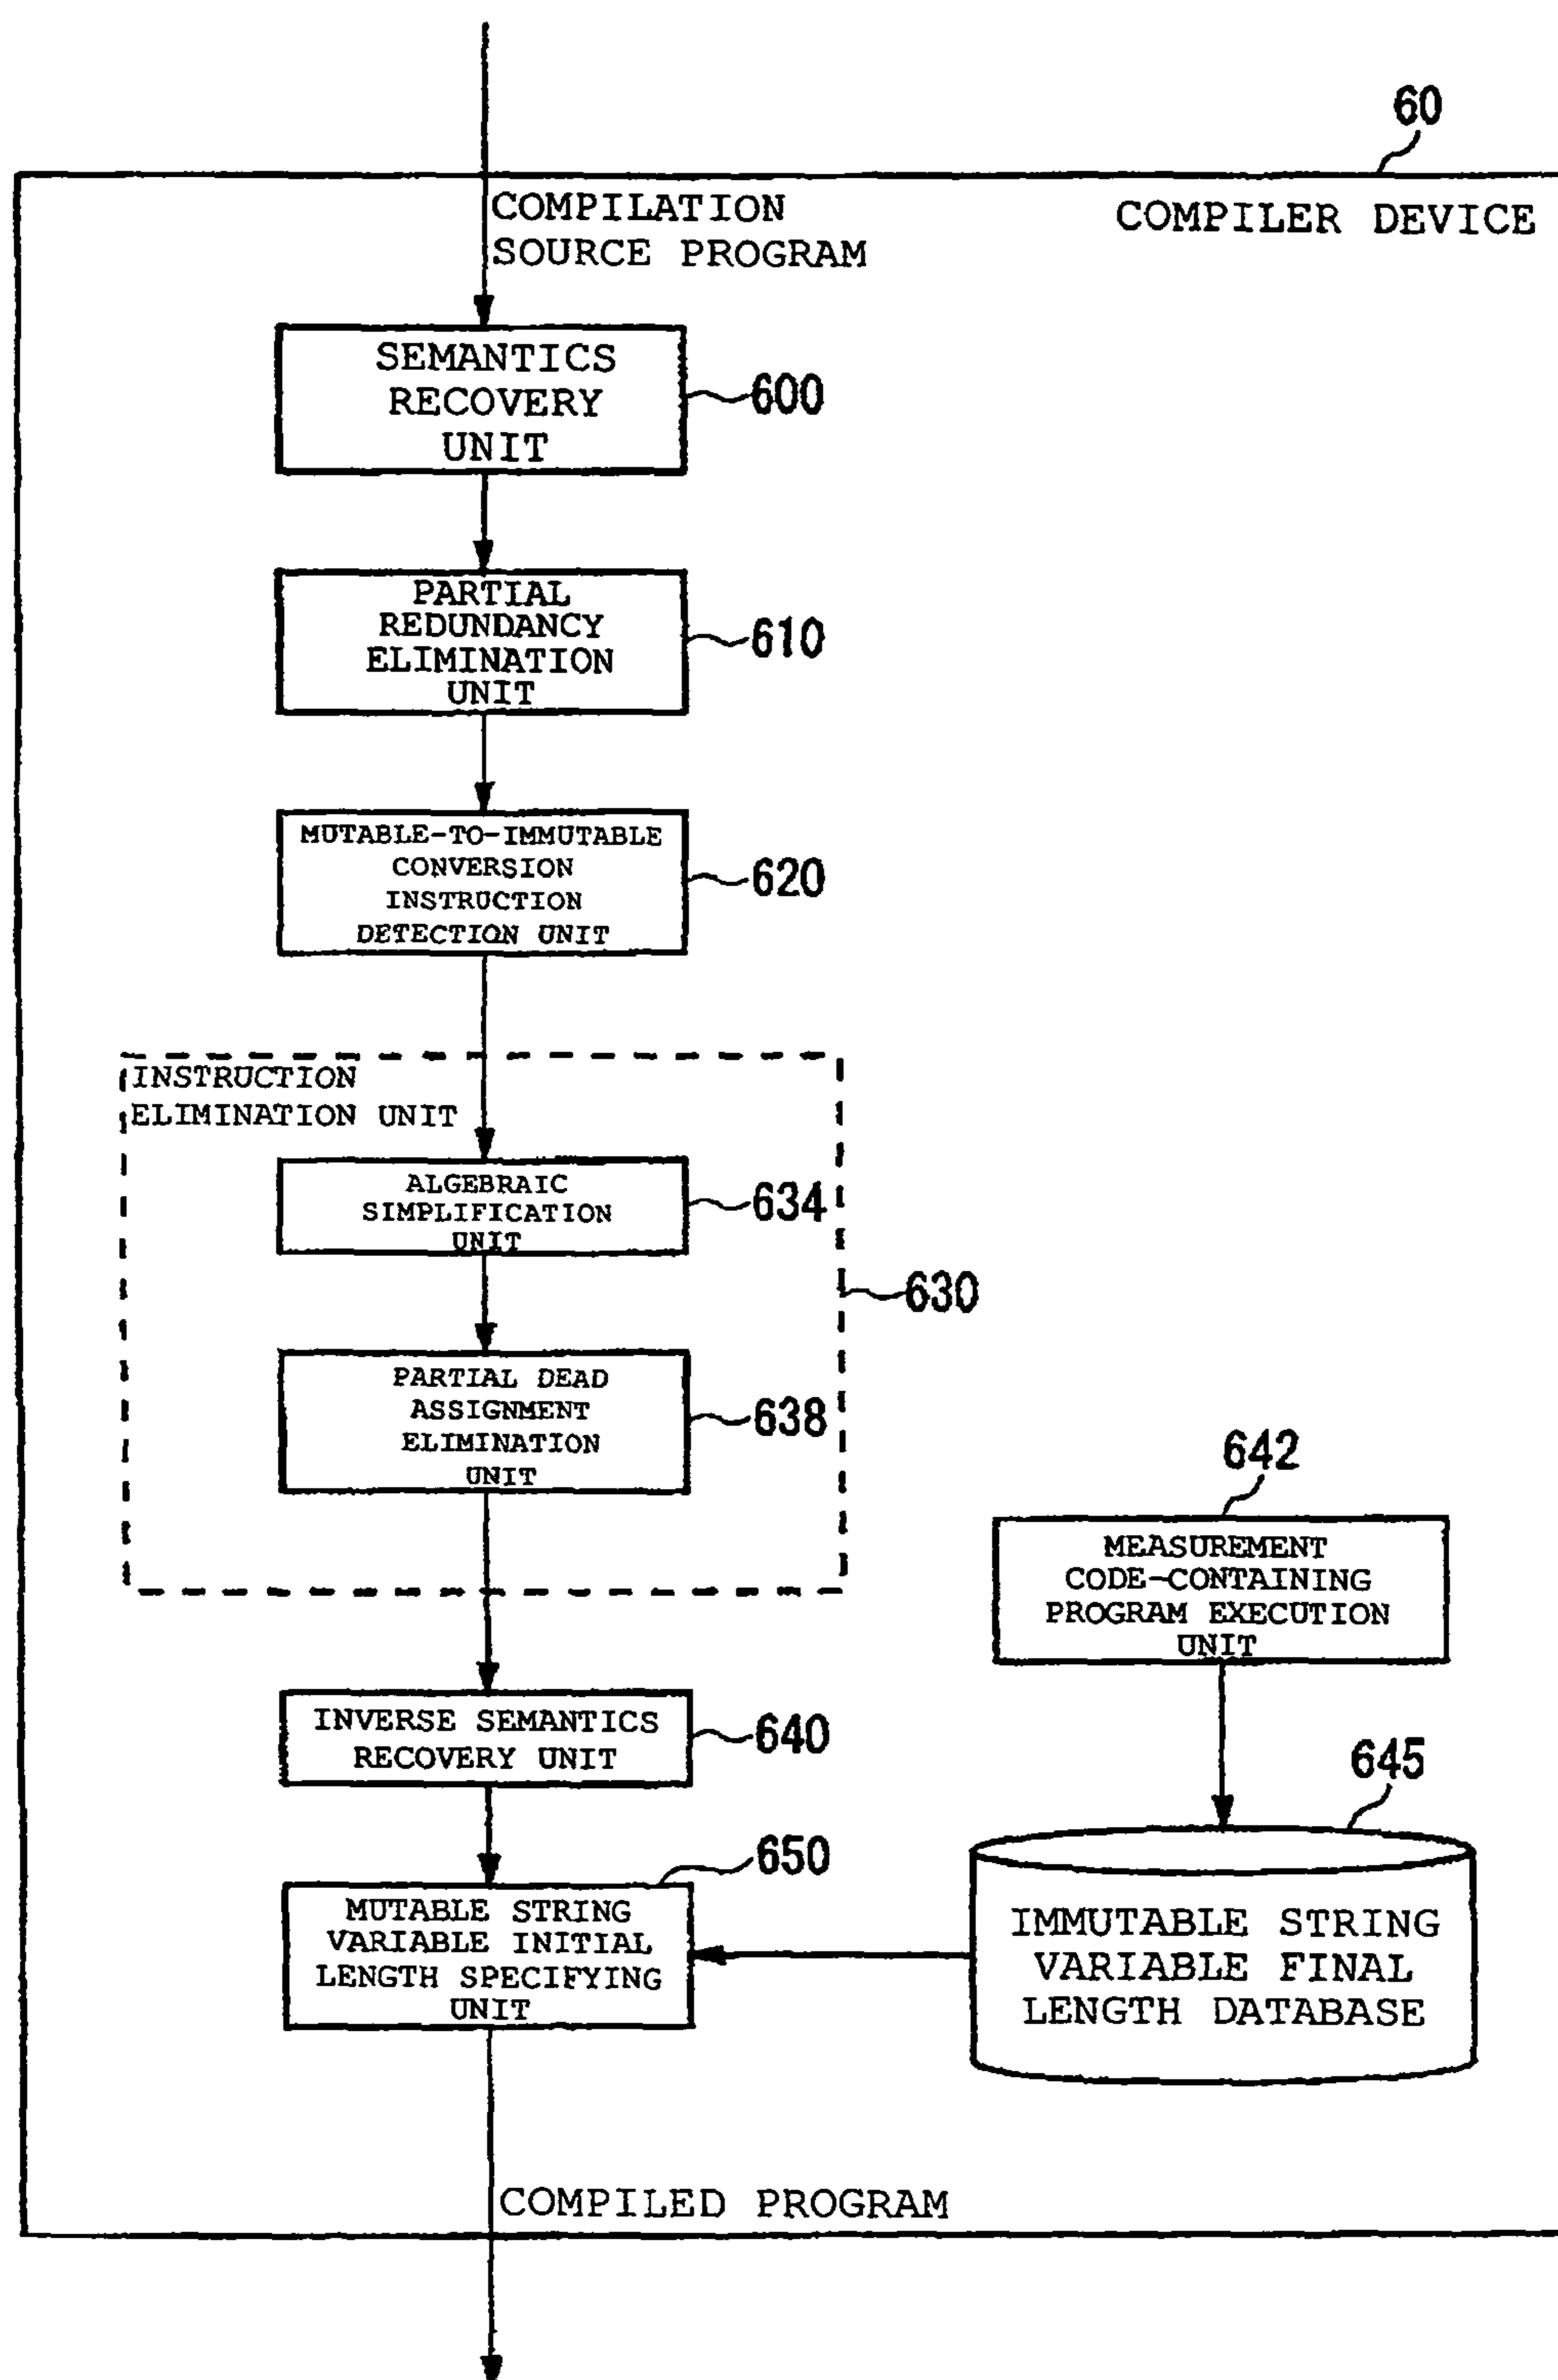 60
COMPILATION
SOURCE PROGRAM
COMPILER DEVICE
SEMANTICS
RECOVERY
UNIT
600
PARTIAL
REDUNDANCY
ELIMINATION
UNIT
610
MUTABLE-TO-IMMUTABLE
CONVERSION
INSTRUCTION
DETECTION UNIT
620
INSTRUCTION
ELIMINATION UNIT
ALGEBRAIC
SIMPLIFICATION
UNIT
634
630
PARTIAL DEAD
ASSIGNMENT
ELIMINATION
UNIT
638
642
MEASUREMENT
CODE-CONTAINING
PROGRAM EXECUTION
UNIT
INVERSE SEMANTICS
RECOVERY UNIT
640
645
650
MUTABLE STRING
VARIABLE INITIAL
LENGTH SPECIFYING
UNIT
IMMUTABLE STRING
VARIABLE FINAL
LENGTH DATABASE
COMPILED PROGRAM